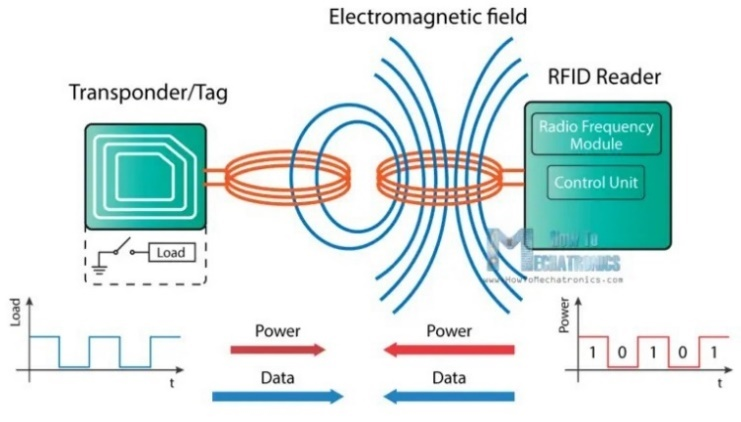 Electromagnetic field
Transponder/Tag
RFID Reader
Radio Frequency
Module
Control Unit
Load
How To
MECHATRONICS
www.HowToMechatronics.com
Load
t
Power
Data
Power
Data
Power
1 0 1 0 1
t